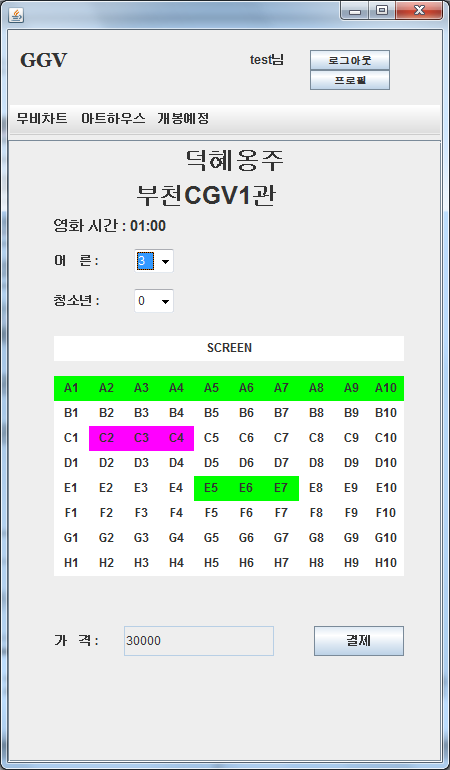 GGV
test님
로그아웃
프로필
무비차트 아트하우스 개봉예정
덕혜옹주
부천CGV1관
영화 시간 : 01:00
어 른 : 3
청소년 : 0
SCREEN
A1 A2 A3 A4 A5 A6 A7 A8 A9 A10
B1 B2 B3 B4 B5 B6 B7 B8 B9 B10
C1 C2 C3 C4 C5 C6 C7 C8 C9 C10
D1 D2 D3 D4 D5 D6 D7 D8 D9 D10
E1 E2 E3 E4 E5 E6 E7 E8 E9 E10
F1 F2 F3 F4 F5 F6 F7 F8 F9 F10
G1 G2 G3 G4 G5 G6 G7 G8 G9 G10
H1 H2 H3 H4 H5 H6 H7 H8 H9 H10
가 격 : 30000 결제